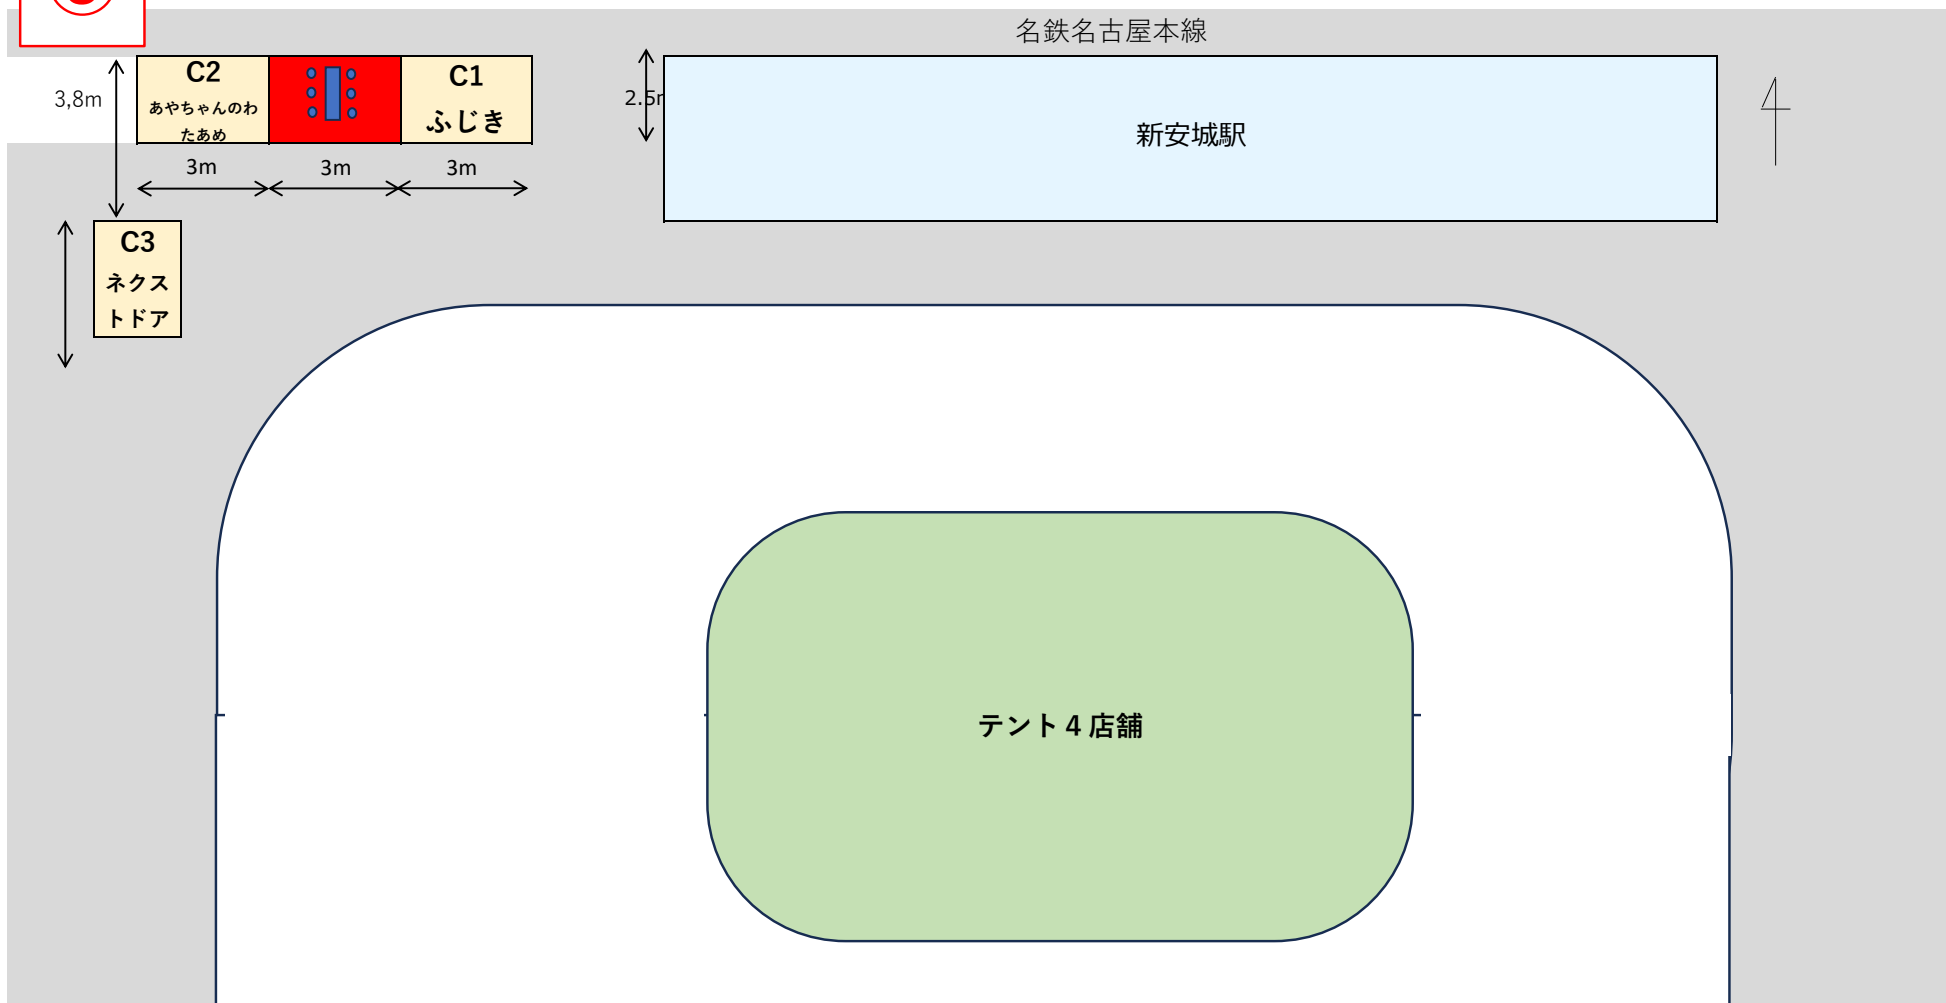 名鉄名古屋本線
C2
あやちゃんのわ
たあめ
C1
ふじき
3,8m
2.5m
新安城駅
3m
3m
3m
C3
ネクス
トドア
テント4店舗